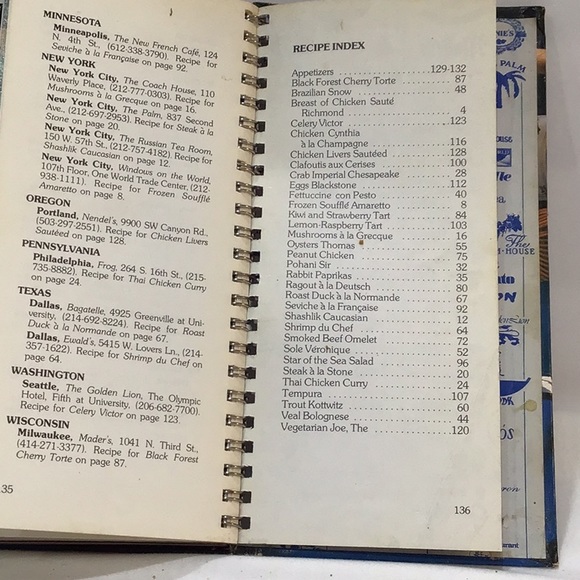 MINNESOTA
Minneapolis, The New French Café, 124
N. 4th St., (612-338-3790). Recipe for
Seviche à la Française on page 92.
NEW YORK
New York City, The Coach House, 110
Waverly Place, (212-777-0303). Recipe for
Mushrooms à la Grecque on page 16.
New York City, The Palm, 837 Second
Ave., (212-697-2953). Recipe for Steak à la
Stone on page 20.
New York City, The Russian Tea Room,
150 W. 57th St., (212-757-4182). Recipe for
Shashlik Caucasian on page 12.
New York City, Windows on the World,
107th Floor, One World Trade Center, (212-
938-1111). Recipe for Frozen Soufflé
Amaretto on page 8.
OREGON
Portland, Nendel's, 9900 SW Canyon Rd.,
(503-297-2551). Recipe for Chicken Livers
Sautéed on page 128.
PENNSYLVANIA
Philadelphia, Frog, 264 S. 16th St., (215-
735-8882). Recipe for Thai Chicken Curry
on page 24.
TEXAS
Dallas, Bagatelle, 4925 Greenville at Uni-
versity, (214-692-8224). Recipe for Roast
Duck à la Normande on page 67.
Dallas, Ewald's, 5415 W. Lovers Ln., (214-
357-1622). Recipe for Shrimp du Chef on
page 64.
WASHINGTON
Seattle, The Golden Lion, The Olympic
Hotel, Fifth at University, (206-682-7700).
Recipe for Celery Victor on page 123.
WISCONSIN
Milwaukee, Mader's, 1041 N. Third St.,
(414-271-3377). Recipe for Black Forest
Cherry Torte on page 87.
35
RECIPE INDEX
Appetizers 129-132
Black Forest Cherry Torte 87
Brazilian Snow 48
Breast of Chicken Sauté
Richmond 4
Celery Victor 123
Chicken Cynthia
à la Champagne 116
Chicken Livers Sautéed 128
Clafoutis aux Cerises 100
Crab Imperial Chesapeake 28
Eggs Blackstone 112
Fettuccine con Pesto 40
Frozen Soufflé Amaretto 8
Kiwi and Strawberry Tart 84
Lemon-Raspberry Tart 103
Mushrooms à la Grecque 16
Oysters Thomas 55
Peanut Chicken 75
Pohani Sir 32
Rabbit Paprikas 35
Ragout à la Deutsch 80
Roast Duck à la Normande 67
Seviche à la Française 92
Shashlik Caucasian 12
Shrimp du Chef 64
Smoked Beef Omelet 72
Sole Véronique 52
Star of the Sea Salad 96
Steak à la Stone 20
Thai Chicken Curry 24
Tempura 107
Trout Kottwitz 60
Veal Bolognese 44
Vegetarian Joe, The 120
136
PALM
The
HOUSE